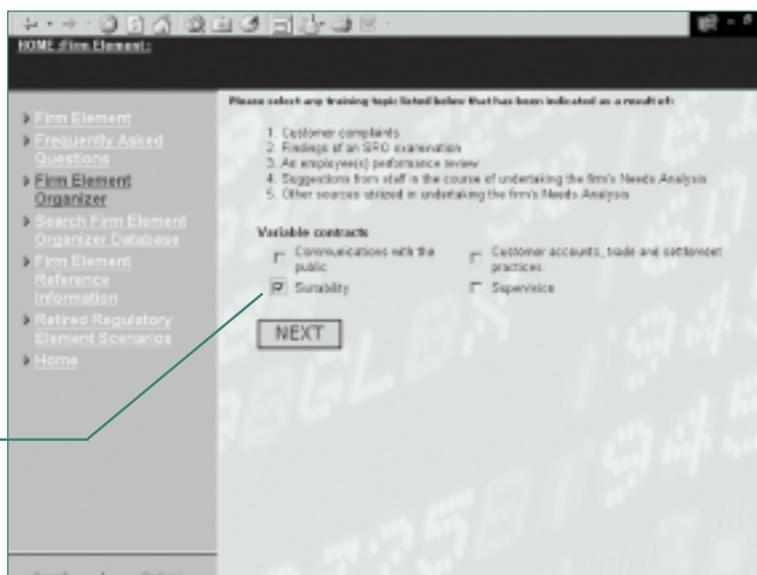 HOME :Firm Element:
Firm Element
Frequently Asked
Questions
Firm Element
Organizer
Search Firm Element
Organizer Database
Firm Element
Reference
Information
Retired Regulatory
Element Scenarios
Home
Please select any training topic listed below that has been indicated as a result of:
1. Customer complaints
2. Findings of an SRO examination
3. An employee(s) performance review
4. Suggestions from staff in the course of undertaking the firm's Needs Analysis
5. Other sources utilized in undertaking the firm's Needs Analysis
Variable contracts
Communications with the
public
Customer accounts, trade and settlement
practices
Suitability
Supervision
NEXT